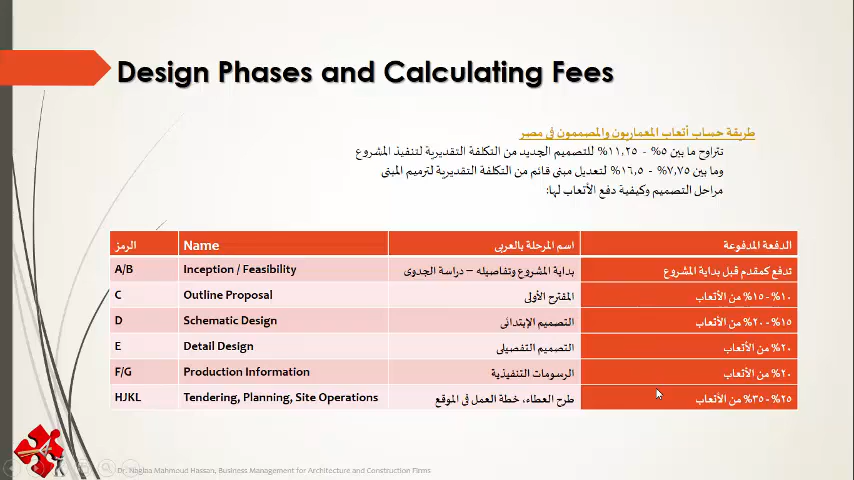 Design Phases and Calculating Fees
طريقة حساب أتعاب المعماريون والمصممون في مصر
تتراوح ما بين ٥% - ١١,٢٥% للتصميم الجديد من التكلفة التقديرية لتنفيذ المشروع
وما بين ٧,٧٥% - ١٦,٥% لتعديل مبنى قائم من التكلفة التقديرية لترميم المبنى
مراحل التصميم وكيفية دفع الأتعاب لها:
الرمز Name اسم المرحلة بالعربى الدفعة المدفوعة
A/B Inception / Feasibility بداية المشروع وتفاصيله – دراسة الجدوى تدفع كمقدم قبل بداية المشروع
C Outline Proposal المقترح الأولى ١٠%-١٥% من الأتعاب
D Schematic Design التصميم الإبتدائى ١٥%-٢٠% من الأتعاب
E Detail Design التصميم التفصيلى ٢٠% من الأتعاب
F/G Production Information الرسومات التنفيذية ٢٠% من الأتعاب
HJKL Tendering, Planning, Site Operations طرح العطاء، خطة العمل في الموقع ٢٥%-٣٥% من الأتعاب
Dr. Naglaa Mahmoud Hassan, Business Management for Architecture and Construction Firms